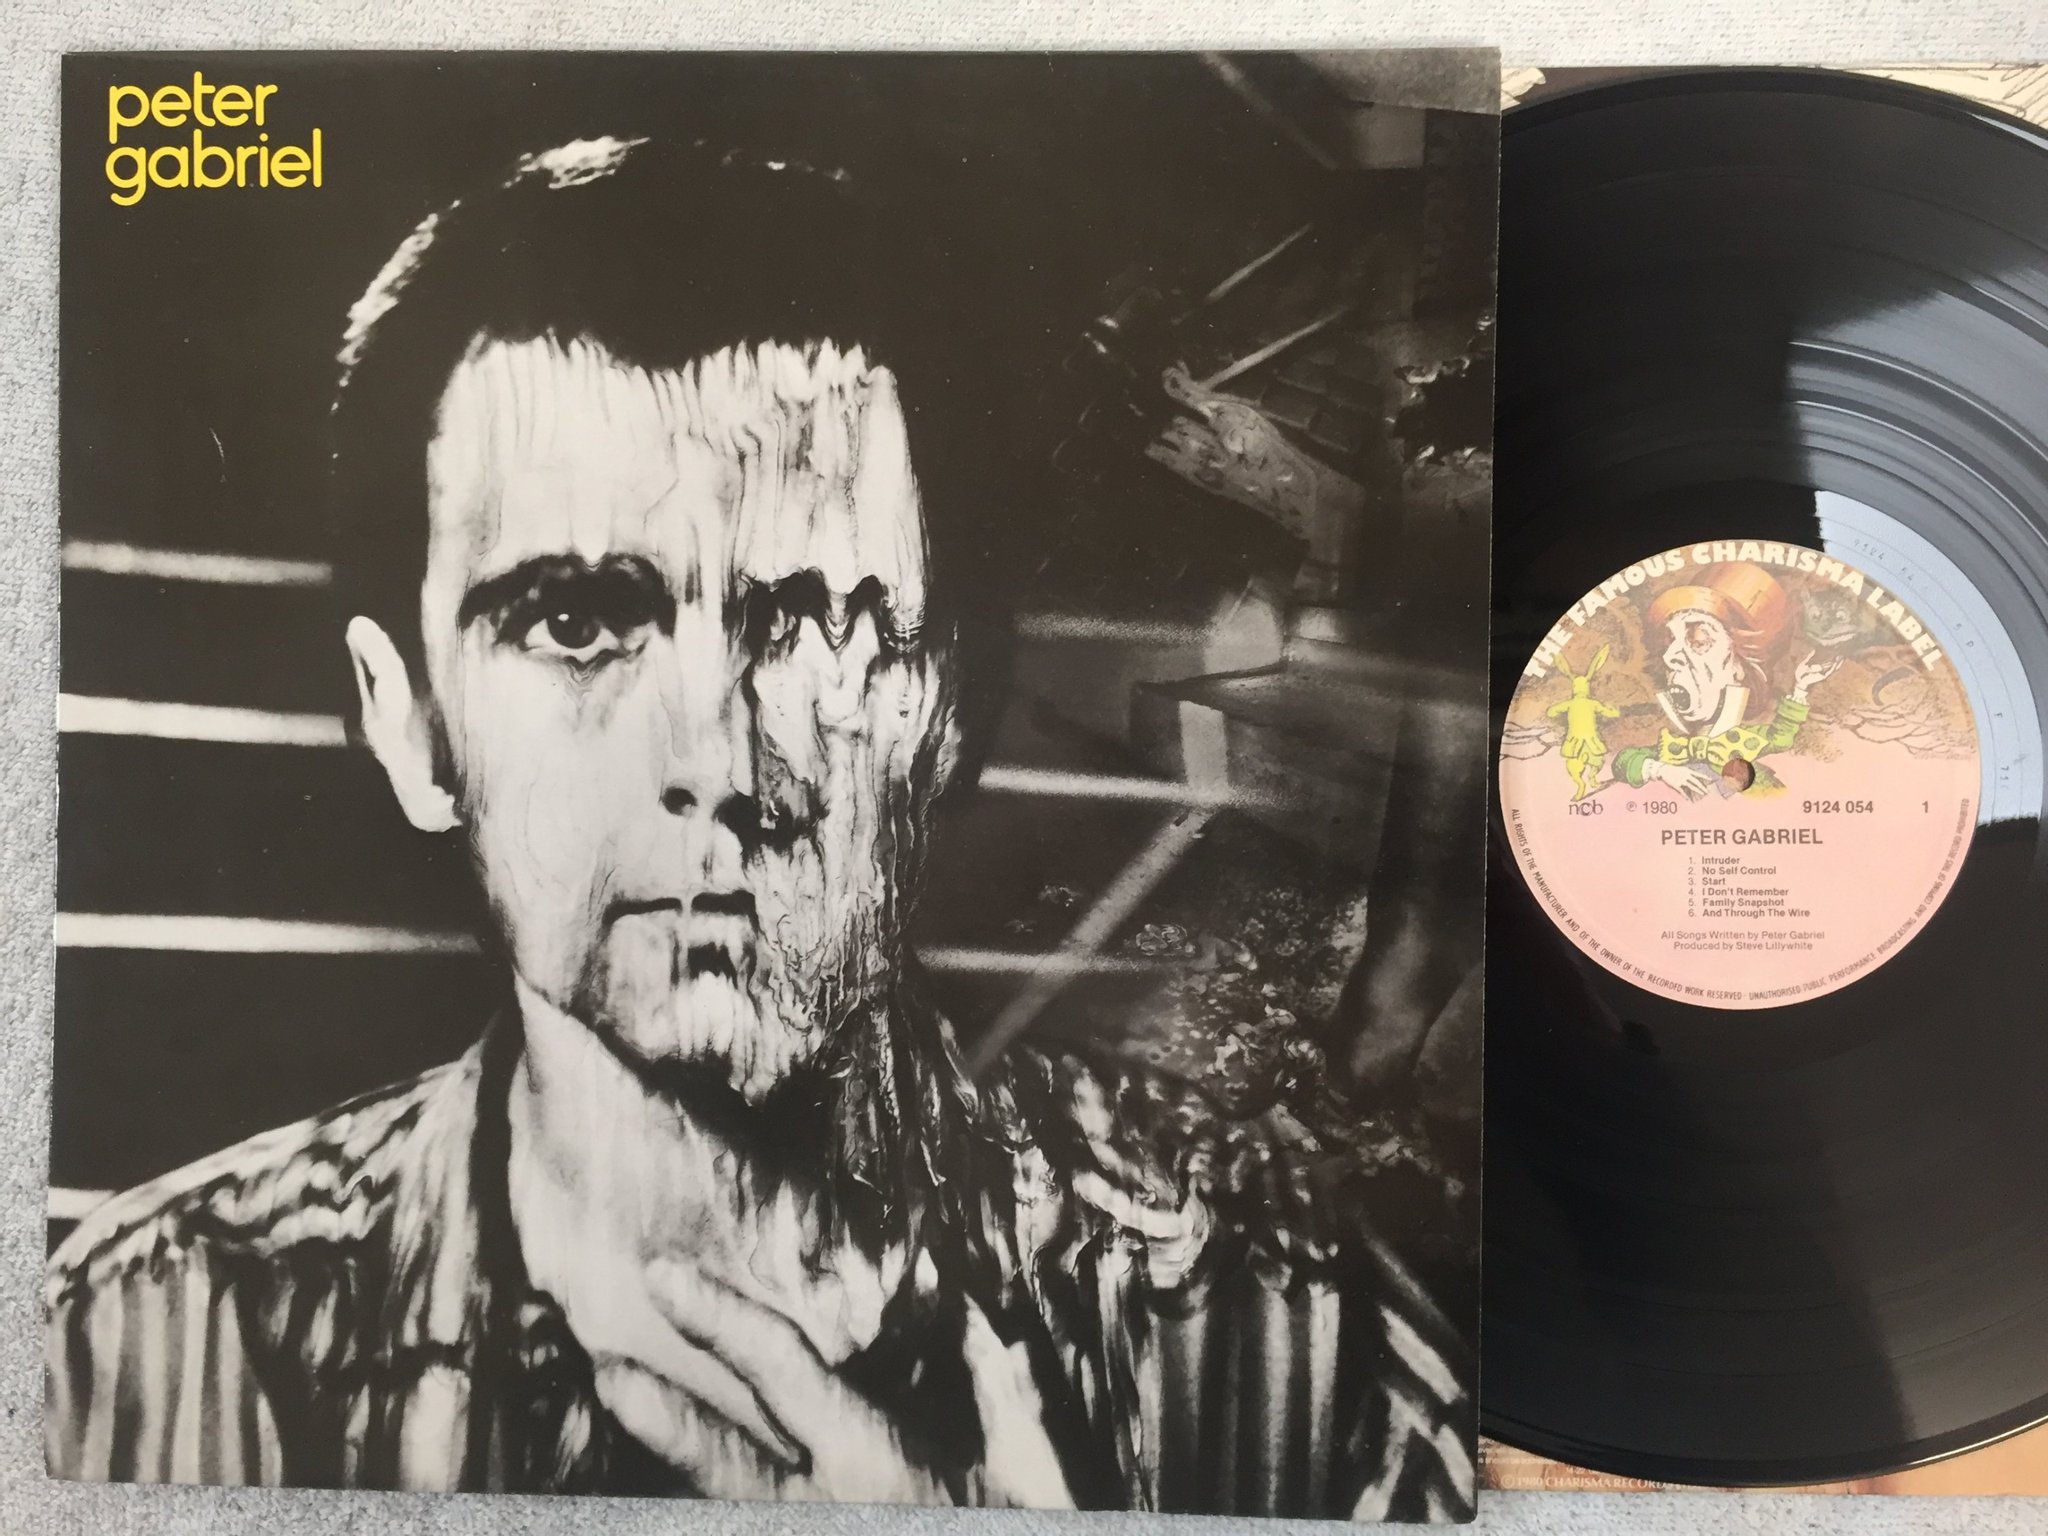 peter
gabriel
THE FAMOUS CHARISMA LABEL
ncb ℗ 1980 9124 054 1
PETER GABRIEL
1. Intruder
2. No Self Control
3. Start
4. I Don't Remember
5. Family Snapshot
6. And Through The Wire
All Songs Written by Peter Gabriel
Produced by Steve Lillywhite
ALL RIGHTS OF THE MANUFACTURER AND OF THE OWNER OF THE RECORDED WORK RESERVED · UNAUTHORISED PUBLIC PERFORMANCE BROADCASTING AND COPYING OF THIS RECORD PROHIBITED
© 1980 CHARISMA RECORD